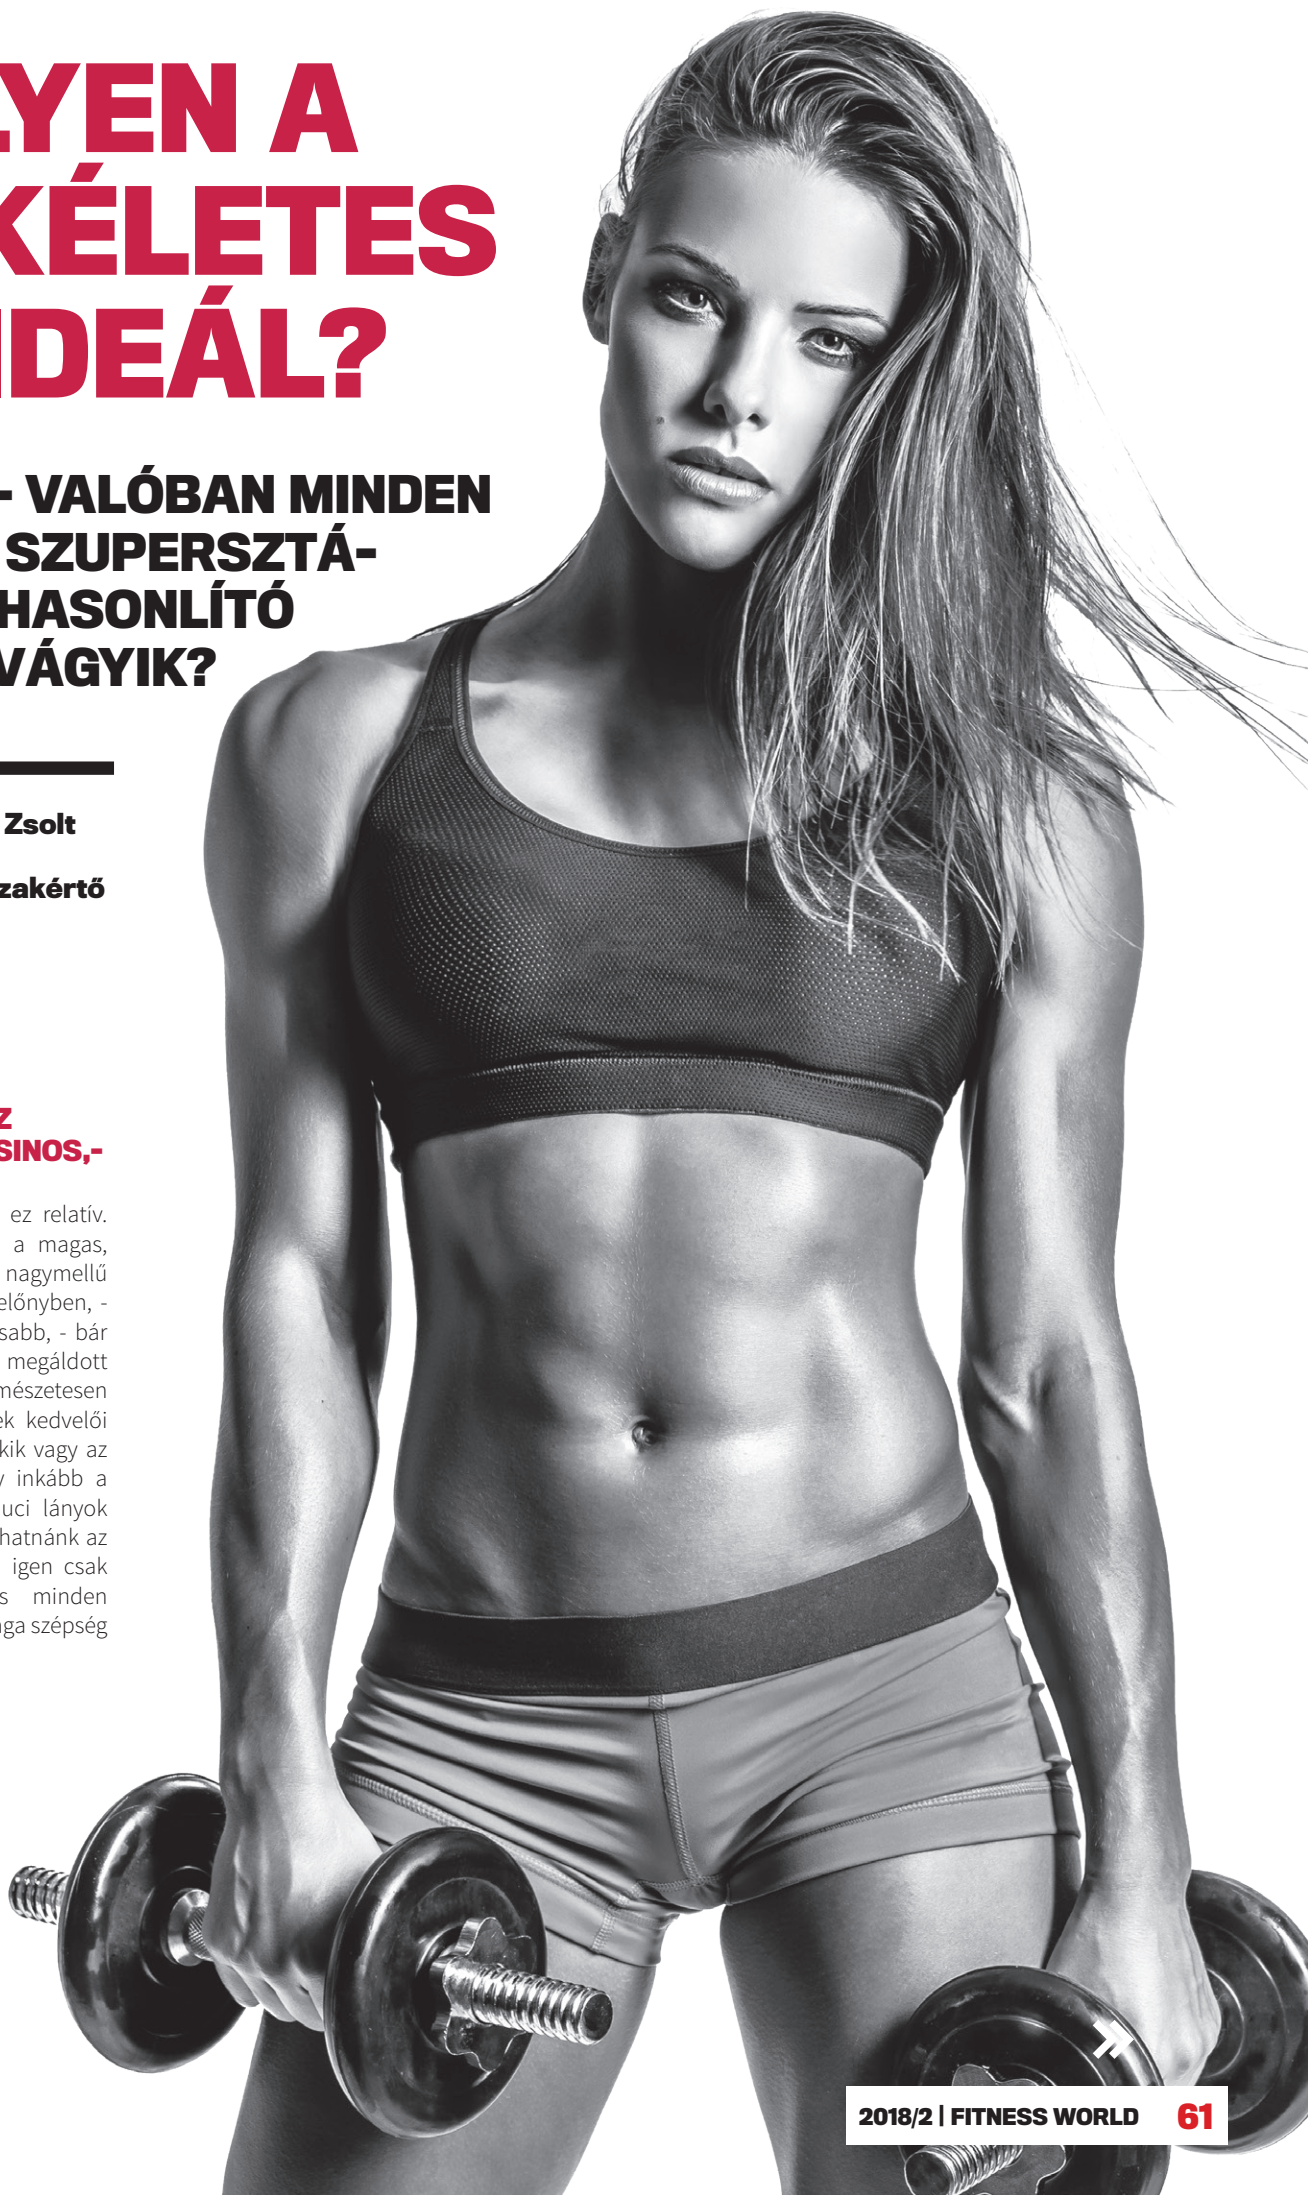 LYEN A
KÉLETES
IDEÁL?
- VALÓBAN MINDEN
SZUPERSZTÁ-
HASONLÍTÓ
VÁGYIK?
Zsolt
zakértő
Z
SINOS,-
ez relatív.
a magas,
nagymellű
előnyben, -
sabb, - bár
megáldott
mészetesen
ek kedvelői
kik vagy az
y inkább a
uci lányok
hatnánk az
igen csak
s minden
ga szépség
2018/2 | FITNESS WORLD 61